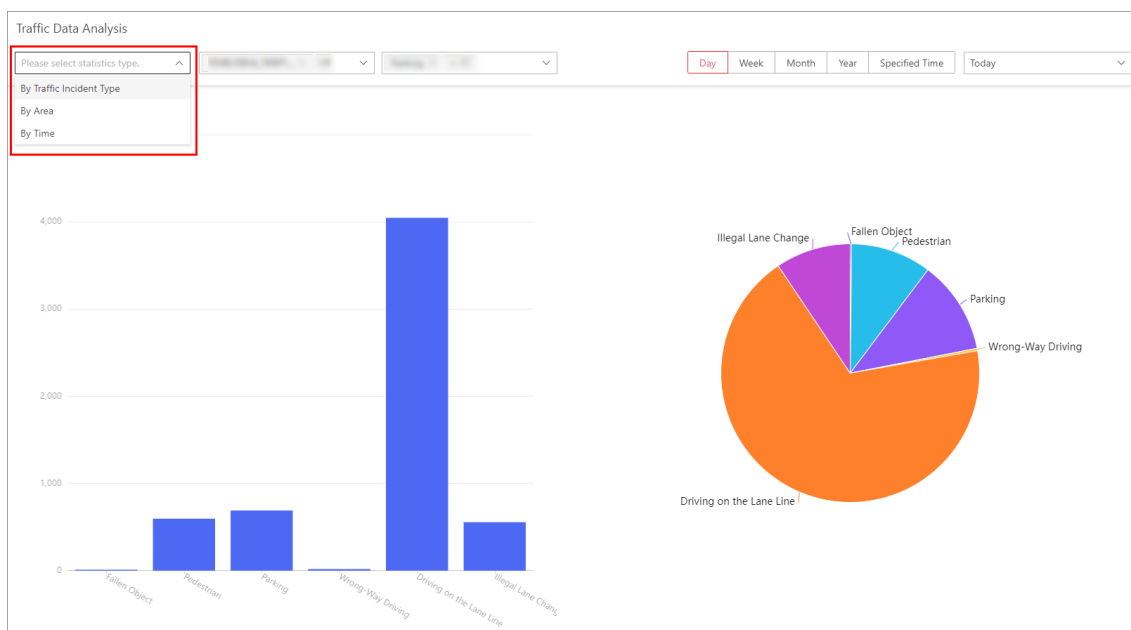 Traffic Data Analysis
Please select statistics type.
Day Week Month Year Specified Time Today
By Traffic Incident Type
By Area
By Time
4,000
3,000
2,000
1,000
0
Fallen Object
Pedestrian
Parking
Wrong-Way Driving
Driving on the Lane Line
Illegal Lane Chang
Illegal Lane Change
Fallen Object
Pedestrian
Parking
Wrong-Way Driving
Driving on the Lane Line